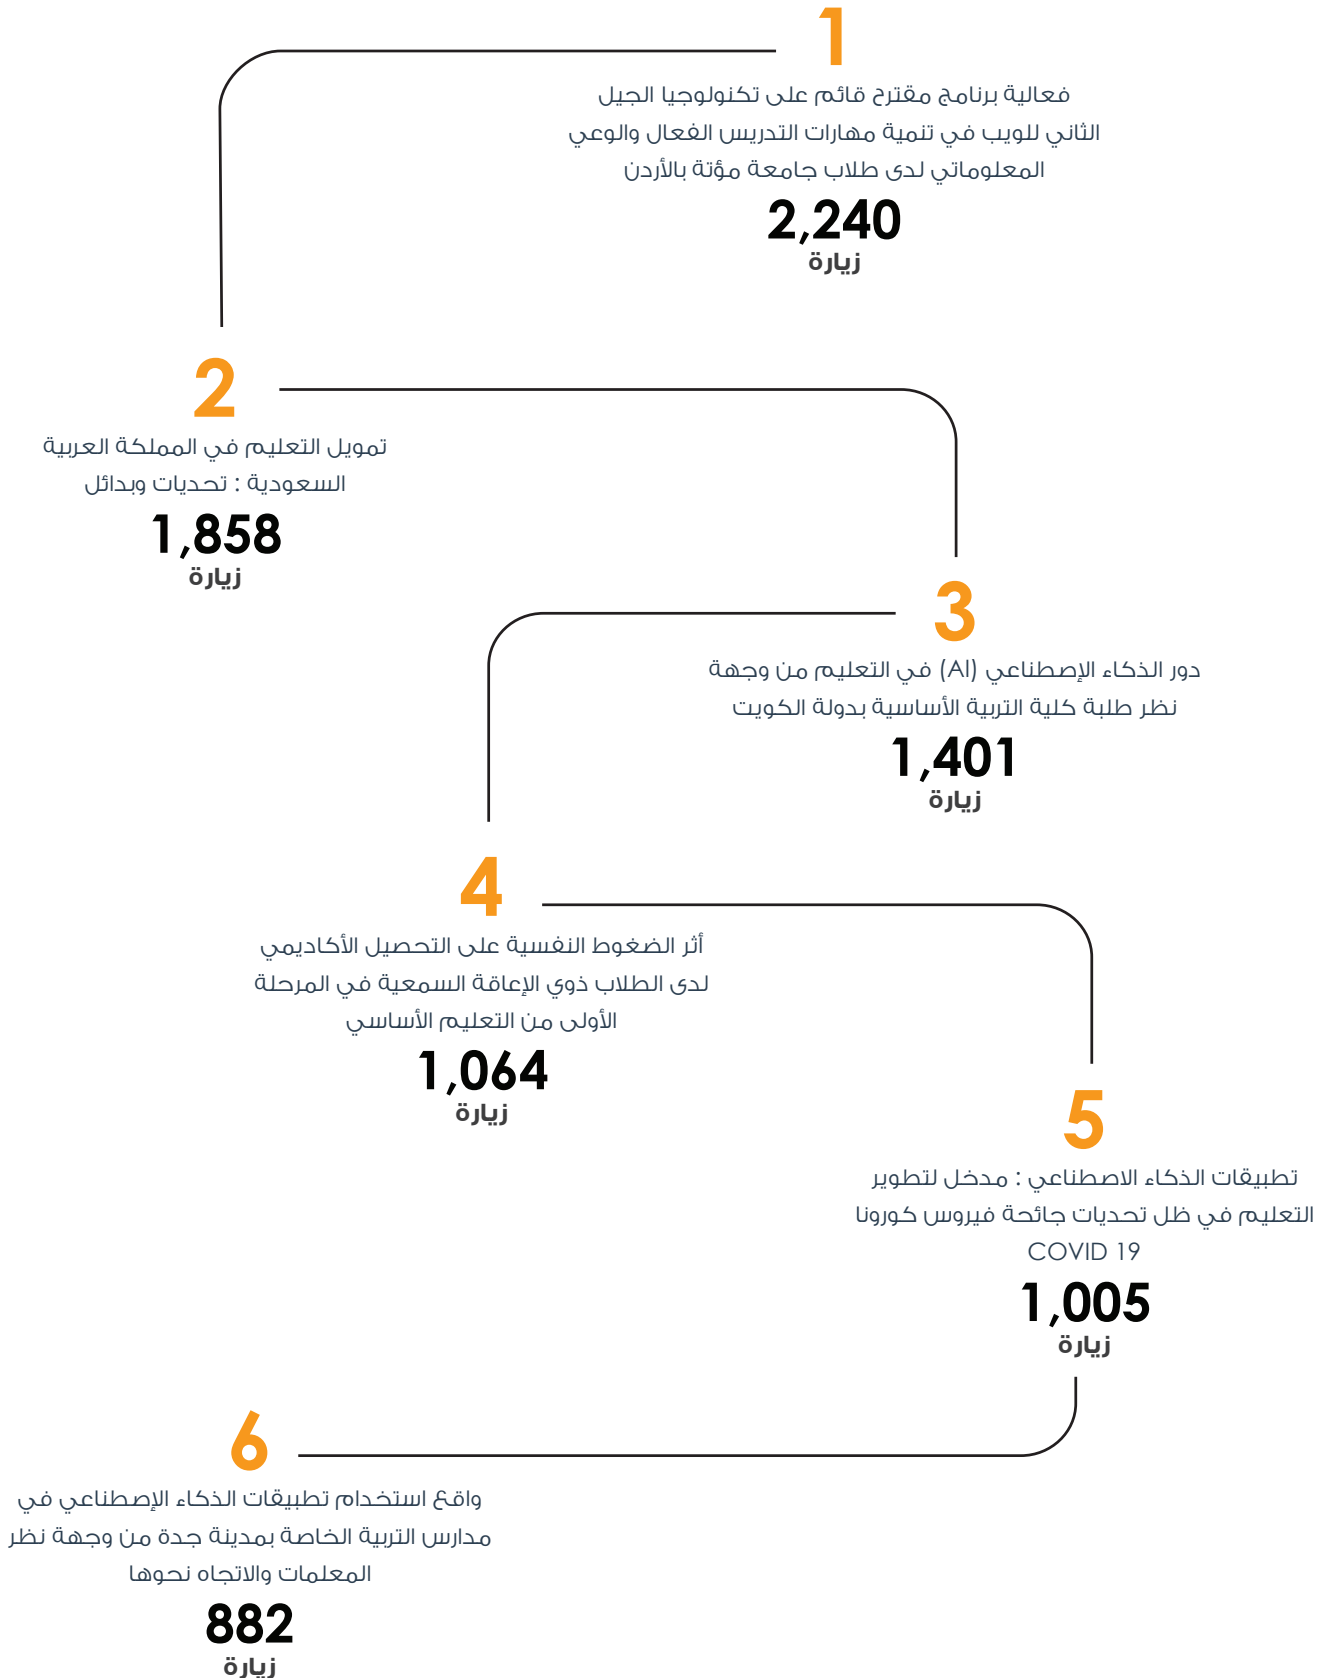 1
فعالية برنامج مقترح قائم على تكنولوجيا الجيل
الثاني للويب في تنمية مهارات التدريس الفعال والوعي
المعلوماتي لدى طلاب جامعة مؤتة بالأردن
2,240
زيارة
2
تمويل التعليم في المملكة العربية
السعودية : تحديات وبدائل
1,858
زيارة
3
دور الذكاء الإصطناعي (AI) في التعليم من وجهة
نظر طلبة كلية التربية الأساسية بدولة الكويت
1,401
زيارة
4
أثر الضغوط النفسية على التحصيل الأكاديمي
لدى الطلاب ذوي الإعاقة السمعية في المرحلة
الأولى من التعليم الأساسي
1,064
زيارة
5
تطبيقات الذكاء الاصطناعي : مدخل لتطوير
التعليم في ظل تحديات جائحة فيروس كورونا
COVID 19
1,005
زيارة
6
واقع استخدام تطبيقات الذكاء الإصطناعي في
مدارس التربية الخاصة بمدينة جدة من وجهة نظر
المعلمات والاتجاه نحوها
882
زيارة